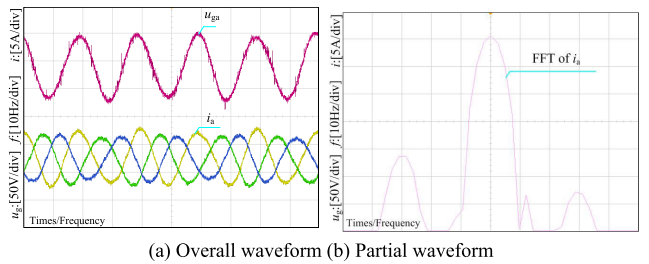 i:[5A/div]
f:[10Hz/div]
u_g:[50V/div]
u_ga
i_a
Times/Frequency
i:[5A/div]
f:[10Hz/div]
u_g:[50V/div]
FFT of i_a
Times/Frequency
(a) Overall waveform (b) Partial waveform